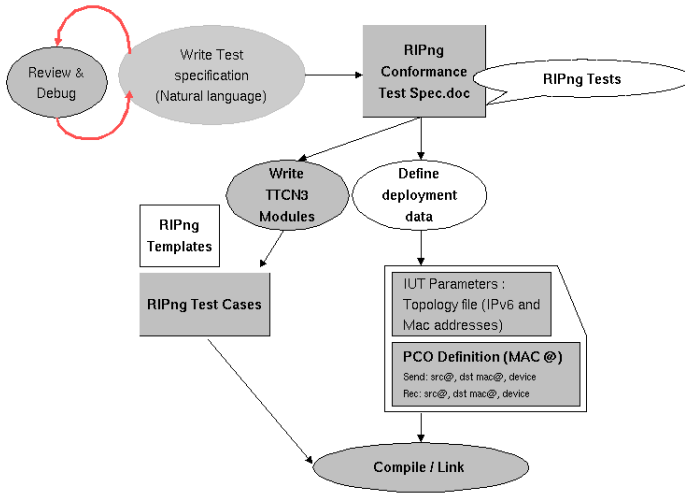 Review &
Debug
Write Test
specification
(Natural language)
RIPng
Conformance
Test Spec.doc
RIPng Tests
Write
TTCN3
Modules
Define
deployment
data
RIPng
Templates
RIPng Test Cases
IUT Parameters :
Topology file (IPv6 and
Mac addresses)
PCO Definition (MAC @)
Send: src@, dst mac@, device
Rec: src@, dst mac@, device
Compile / Link